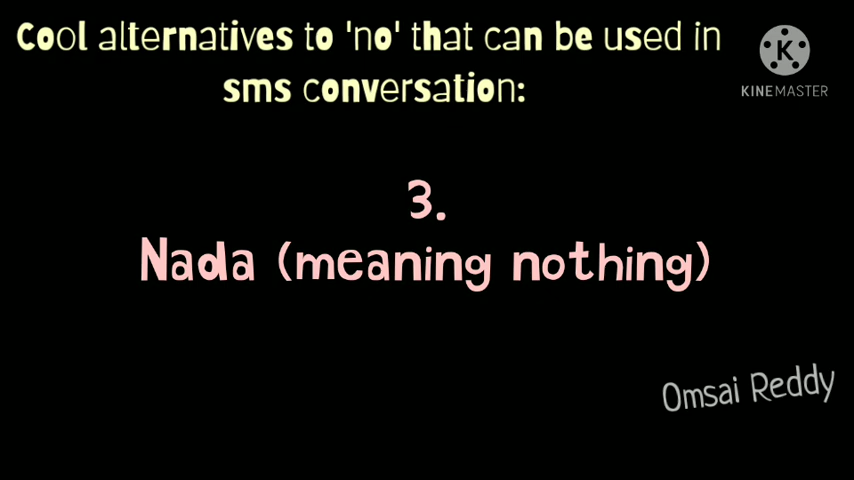 Cool alternatives to 'no' that can be used in
sms conversation:
K
KINEMASTER
3.
Nada (meaning nothing)
Omsai Reddy